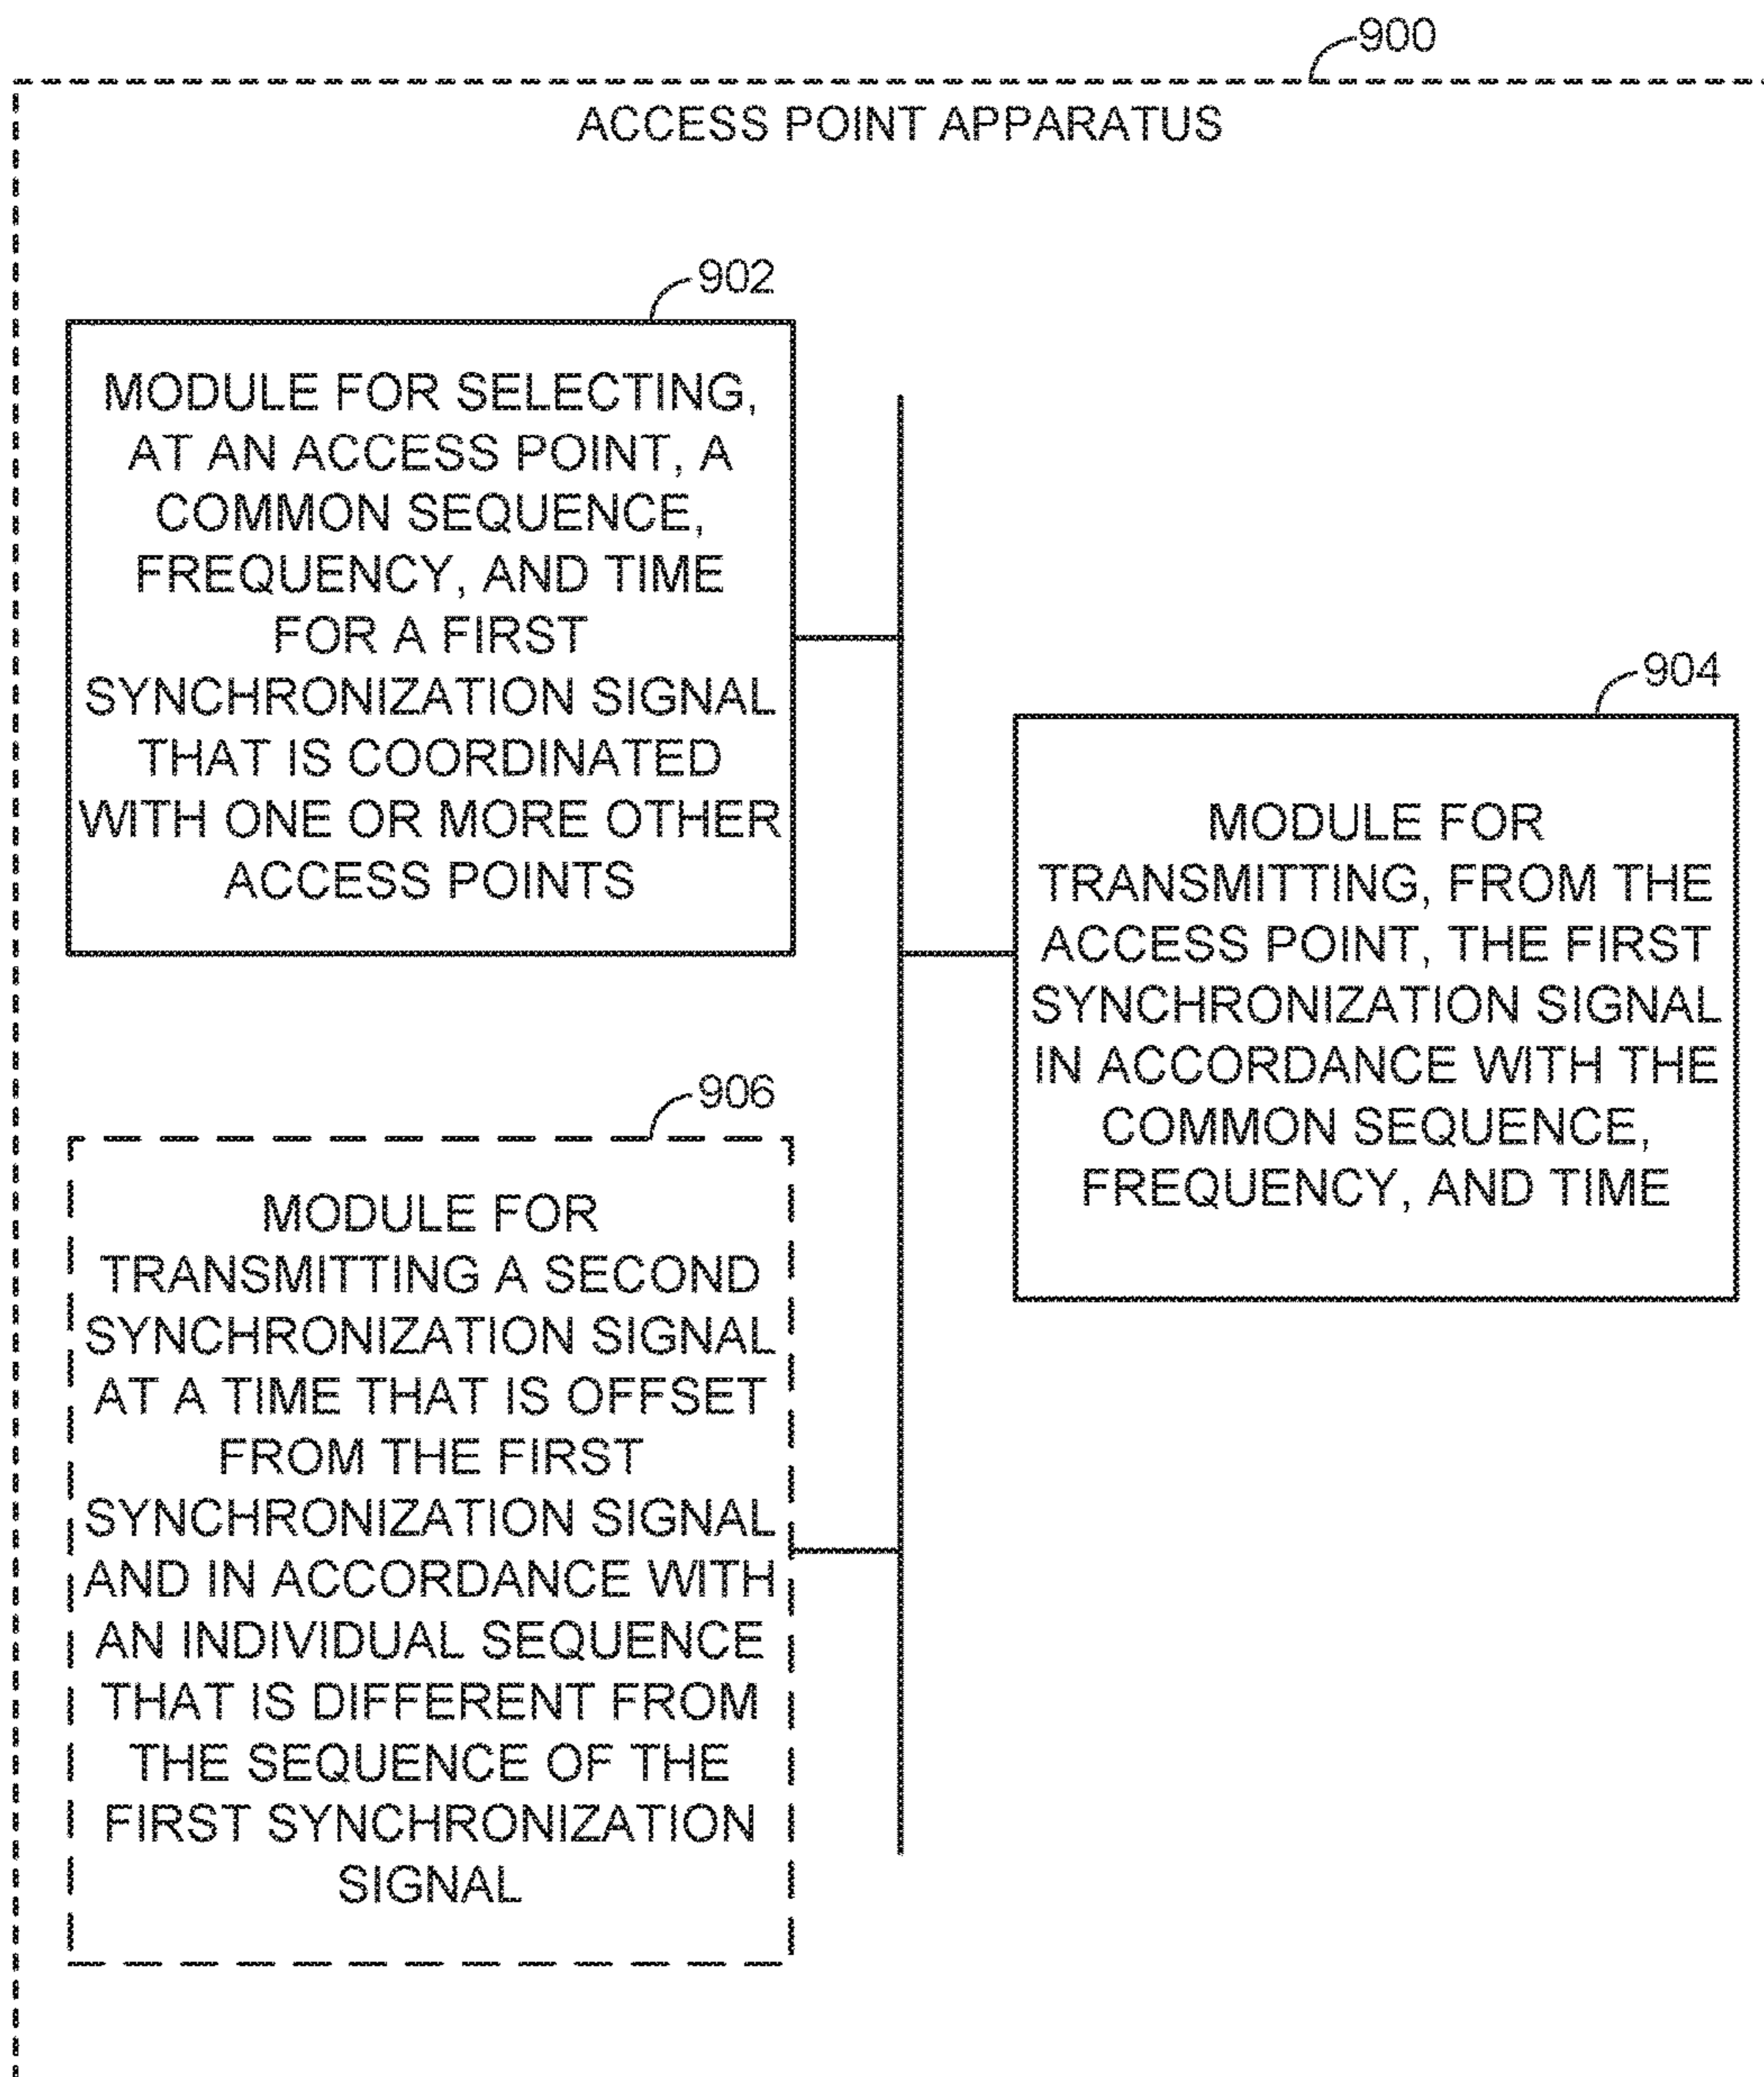 900
ACCESS POINT APPARATUS
902
MODULE FOR SELECTING,
AT AN ACCESS POINT, A
COMMON SEQUENCE,
FREQUENCY, AND TIME
FOR A FIRST
SYNCHRONIZATION SIGNAL
THAT IS COORDINATED
WITH ONE OR MORE OTHER
ACCESS POINTS
904
MODULE FOR
TRANSMITTING, FROM THE
ACCESS POINT, THE FIRST
SYNCHRONIZATION SIGNAL
IN ACCORDANCE WITH THE
COMMON SEQUENCE,
FREQUENCY, AND TIME
906
MODULE FOR
TRANSMITTING A SECOND
SYNCHRONIZATION SIGNAL
AT A TIME THAT IS OFFSET
FROM THE FIRST
SYNCHRONIZATION SIGNAL
AND IN ACCORDANCE WITH
AN INDIVIDUAL SEQUENCE
THAT IS DIFFERENT FROM
THE SEQUENCE OF THE
FIRST SYNCHRONIZATION
SIGNAL